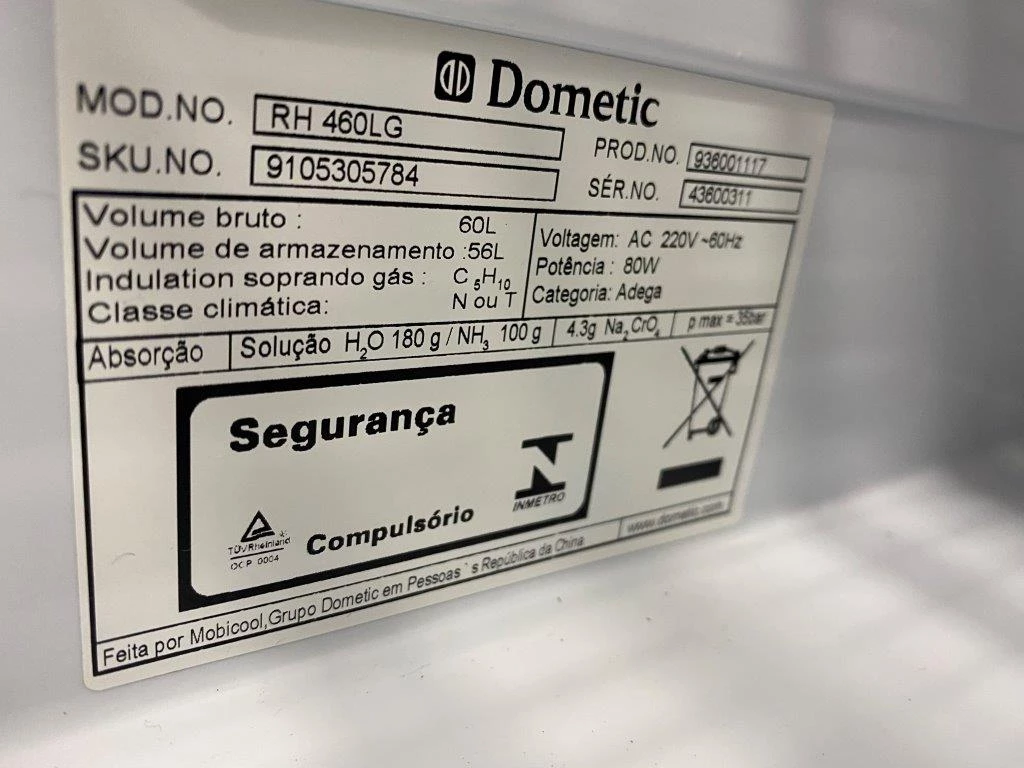 Dometic
MOD.NO. RH 460LG
PROD.NO. 936001117
SKU.NO. 9105305784
SÉR.NO. 43600311
Volume bruto : 60L
Volume de armazenamento :56L
Indulation soprando gás : C5H10
Classe climática: N ou T
Voltagem: AC 220V ~60Hz
Potência : 80W
Categoria: Adega
Absorção Solução H2O 180 g / NH3 100 g 4.3g Na2CrO4 p max = 35bar
Segurança
TÜVRheinland
OCP 0004
Compulsório
INMETRO
Feita por Mobicool,Grupo Dometic em Pessoas`s República da China
www.dometic.com